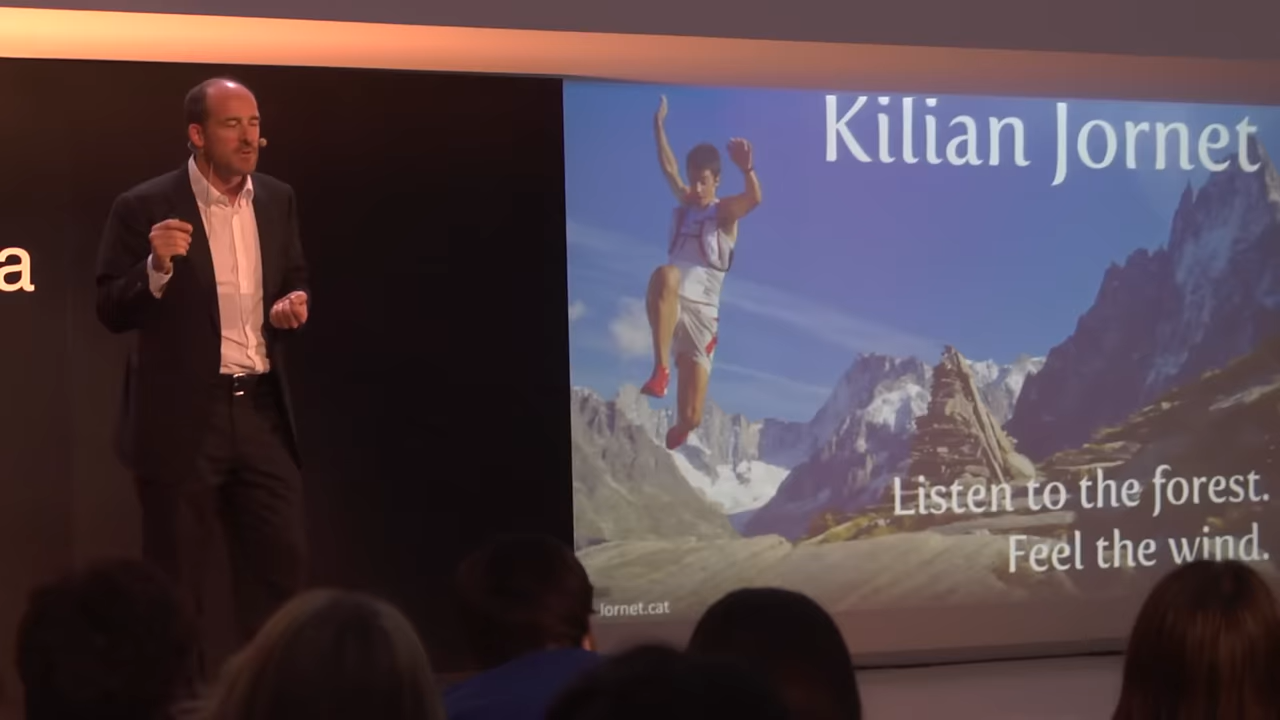 a
Kilian Jornet
Listen to the forest.
Feel the wind.
Jornet.cat